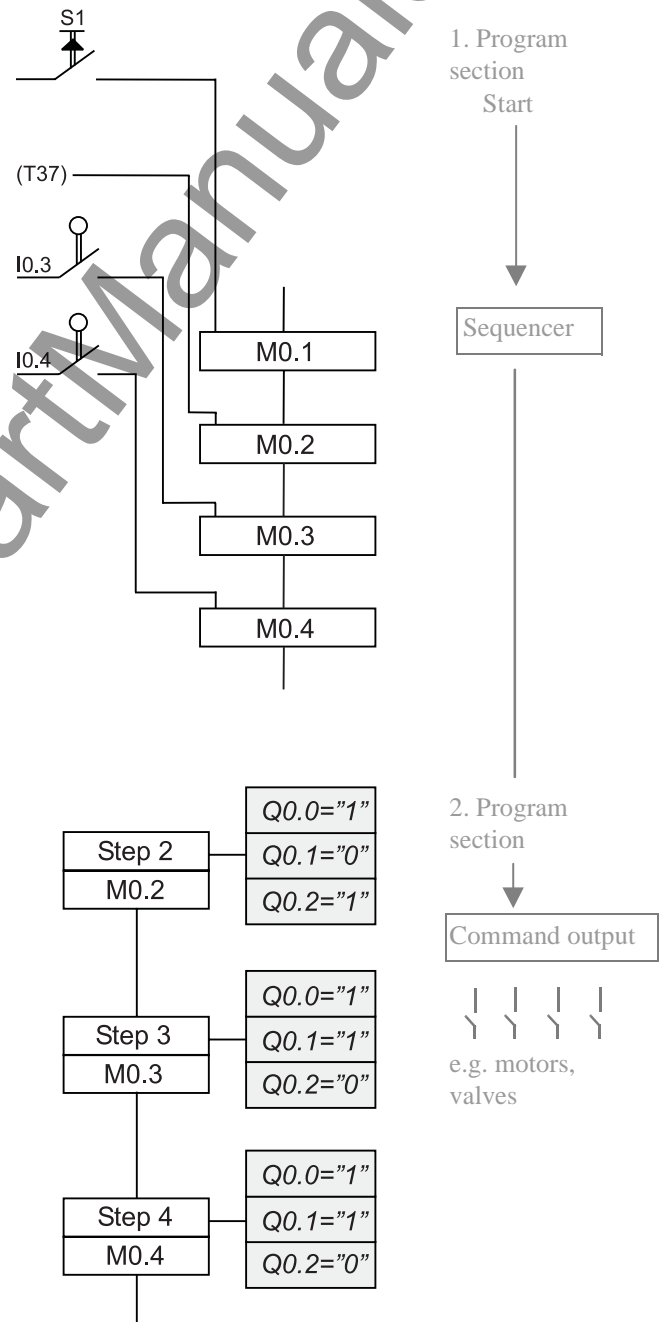 S1
(T37)
I0.3
I0.4
M0.1
M0.2
M0.3
M0.4
1. Program
section
Start
Sequencer
Step 2
M0.2
Q0.0="1"
Q0.1="0"
Q0.2="1"
Step 3
M0.3
Q0.0="1"
Q0.1="1"
Q0.2="0"
Step 4
M0.4
Q0.0="1"
Q0.1="1"
Q0.2="0"
2. Program
section
Command output
e.g. motors,
valves
artManual